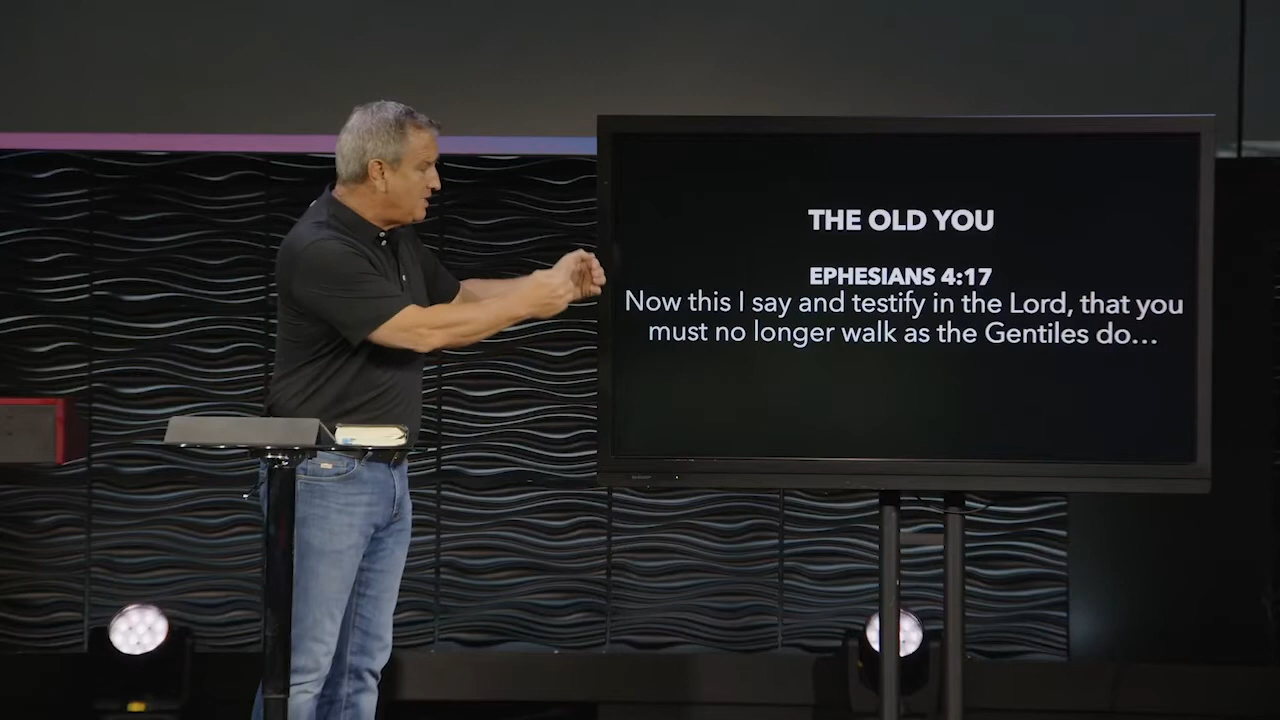 THE OLD YOU
EPHESIANS 4:17
Now this I say and testify in the Lord, that you
must no longer walk as the Gentiles do…